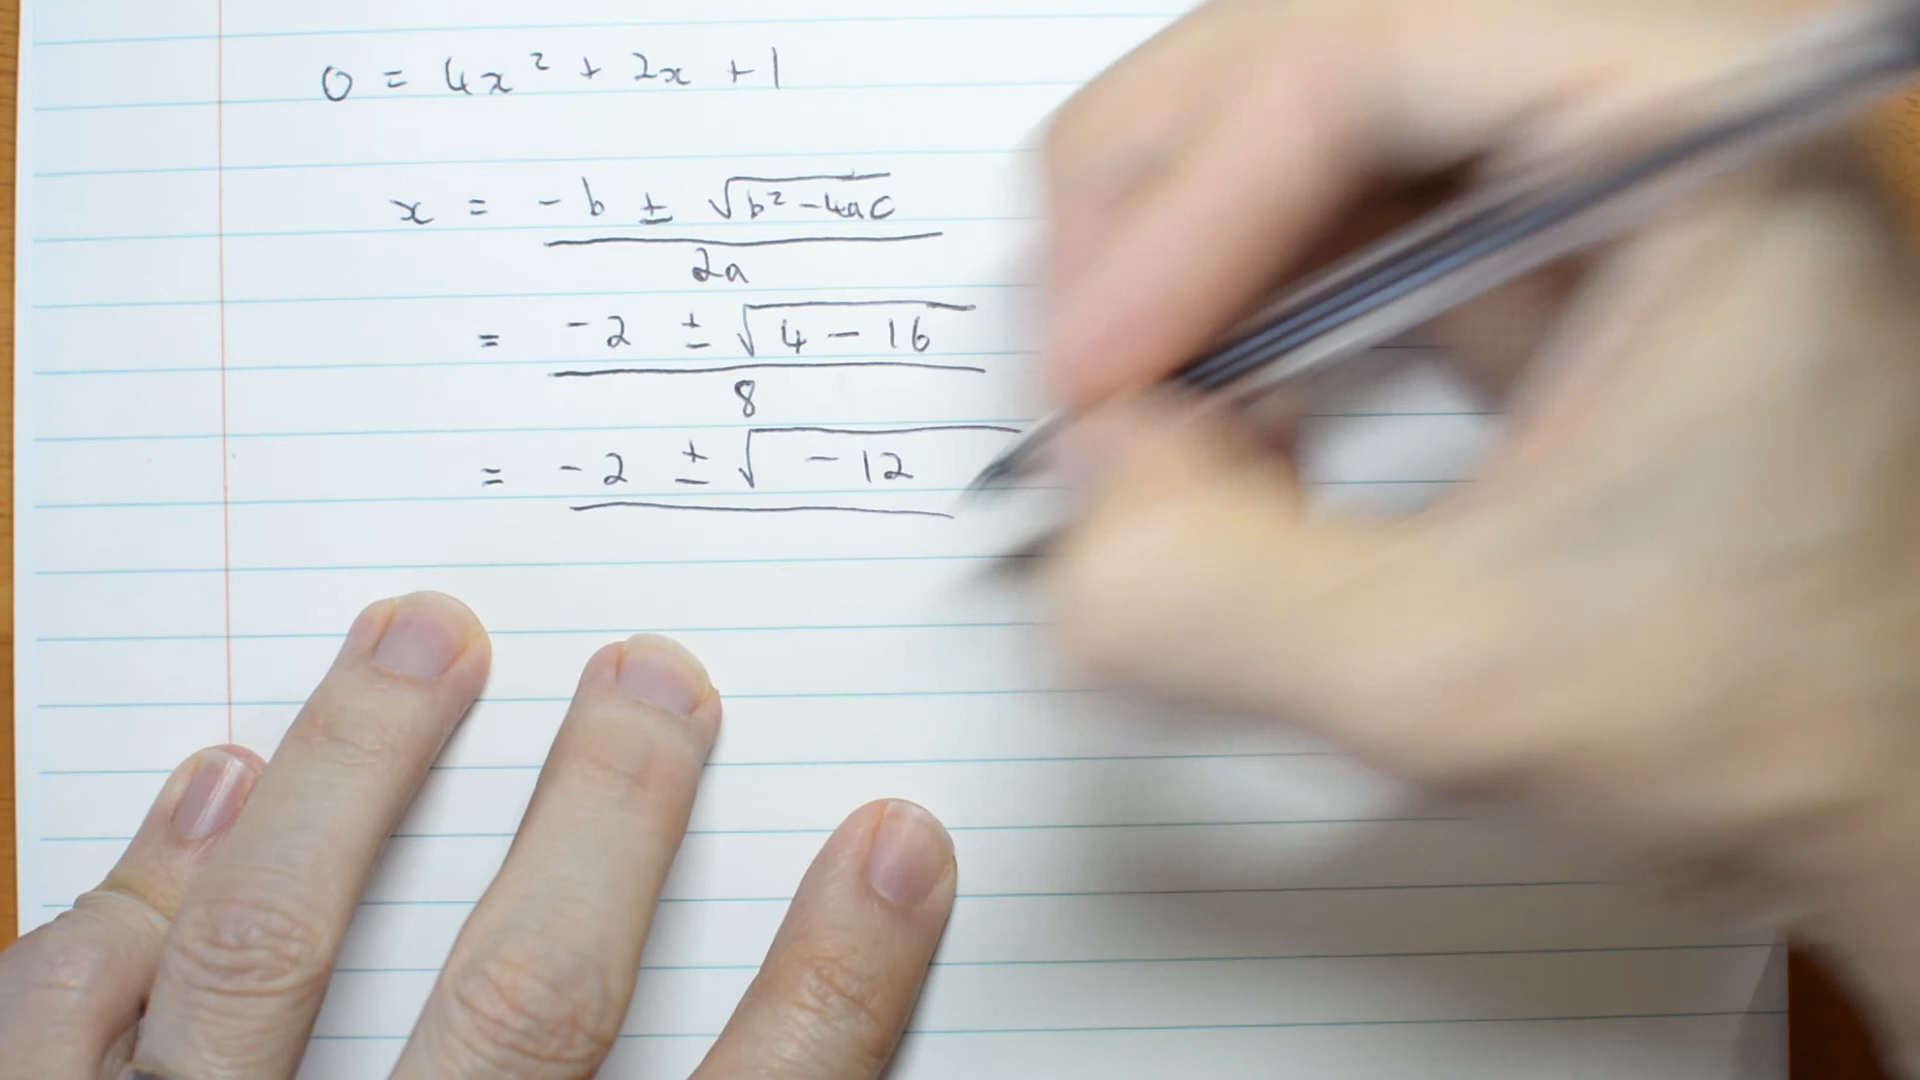 0 = 4x² + 2x + 1
x = -b ± √b² - 4ac
2a
= -2 ± √4 - 16
8
= -2 ± √-12